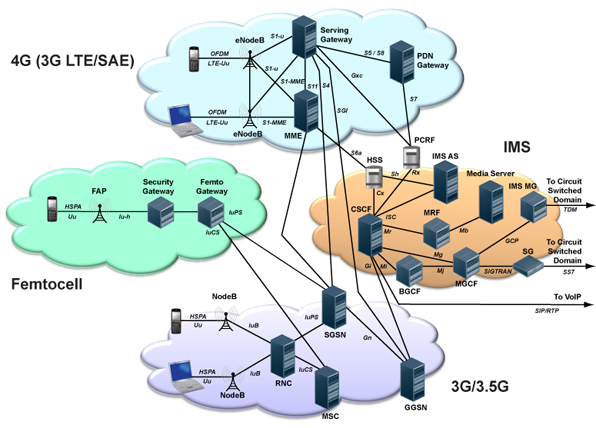 4G (3G LTE/SAE)
OFDM
LTE-Uu
eNodeB
S1-u
Serving
Gateway
S5 / S8
PDN
Gateway
Gxc
S1-u
S1-MME
S11
S4
SGI
S7
OFDM
LTE-Uu
S1-MME
eNodeB
MME
S6a
PCRF
IMS
HSS
Sh
Rx
Cx
IMS AS
Media Server
IMS MG
To Circuit
Switched
Domain
TDM
CSCF
ISC
MRF
Mr
Mb
GCP
Mg
SG
To Circuit
Switched
Domain
SS7
Gi
Mi
BGCF
Mj
MGCF
SIGTRAN
To VoIP
SIP/RTP
FAP
Security
Gateway
Femto
Gateway
HSPA
Uu
Iu-h
IuPS
IuCS
Femtocell
NodeB
HSPA
Uu
IuB
IuPS
SGSN
Gn
HSPA
Uu
IuB
NodeB
RNC
IuCS
MSC
GGSN
3G/3.5G